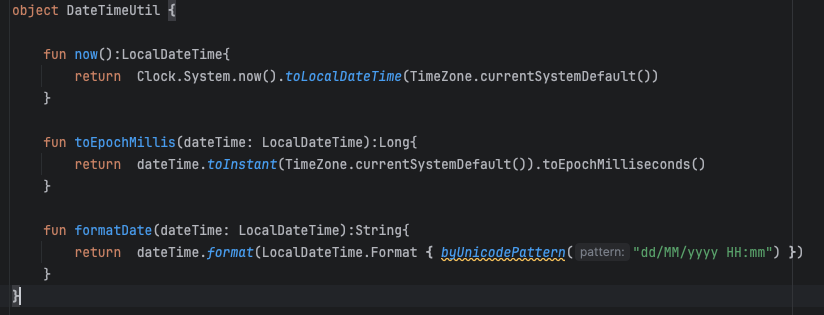 object DateTimeUtil {
fun now():LocalDateTime{
return  Clock.System.now().toLocalDateTime(TimeZone.currentSystemDefault())
}
fun toEpochMillis(dateTime: LocalDateTime):Long{
return  dateTime.toInstant(TimeZone.currentSystemDefault()).toEpochMilliseconds()
}
fun formatDate(dateTime: LocalDateTime):String{
return  dateTime.format(LocalDateTime.Format { byUnicodePattern( pattern: "dd/MM/yyyy HH:mm") })
}
}